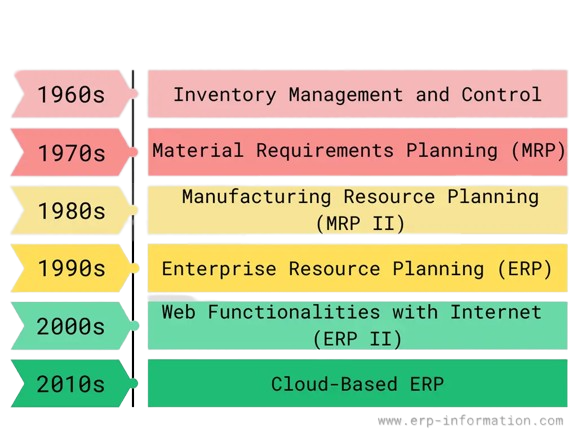 1960s
Inventory Management and Control
1970s
Material Requirements Planning (MRP)
1980s
Manufacturing Resource Planning
(MRP II)
1990s
Enterprise Resource Planning (ERP)
2000s
Web Functionalities with Internet
(ERP II)
2010s
Cloud-Based ERP
www.erp-information.com